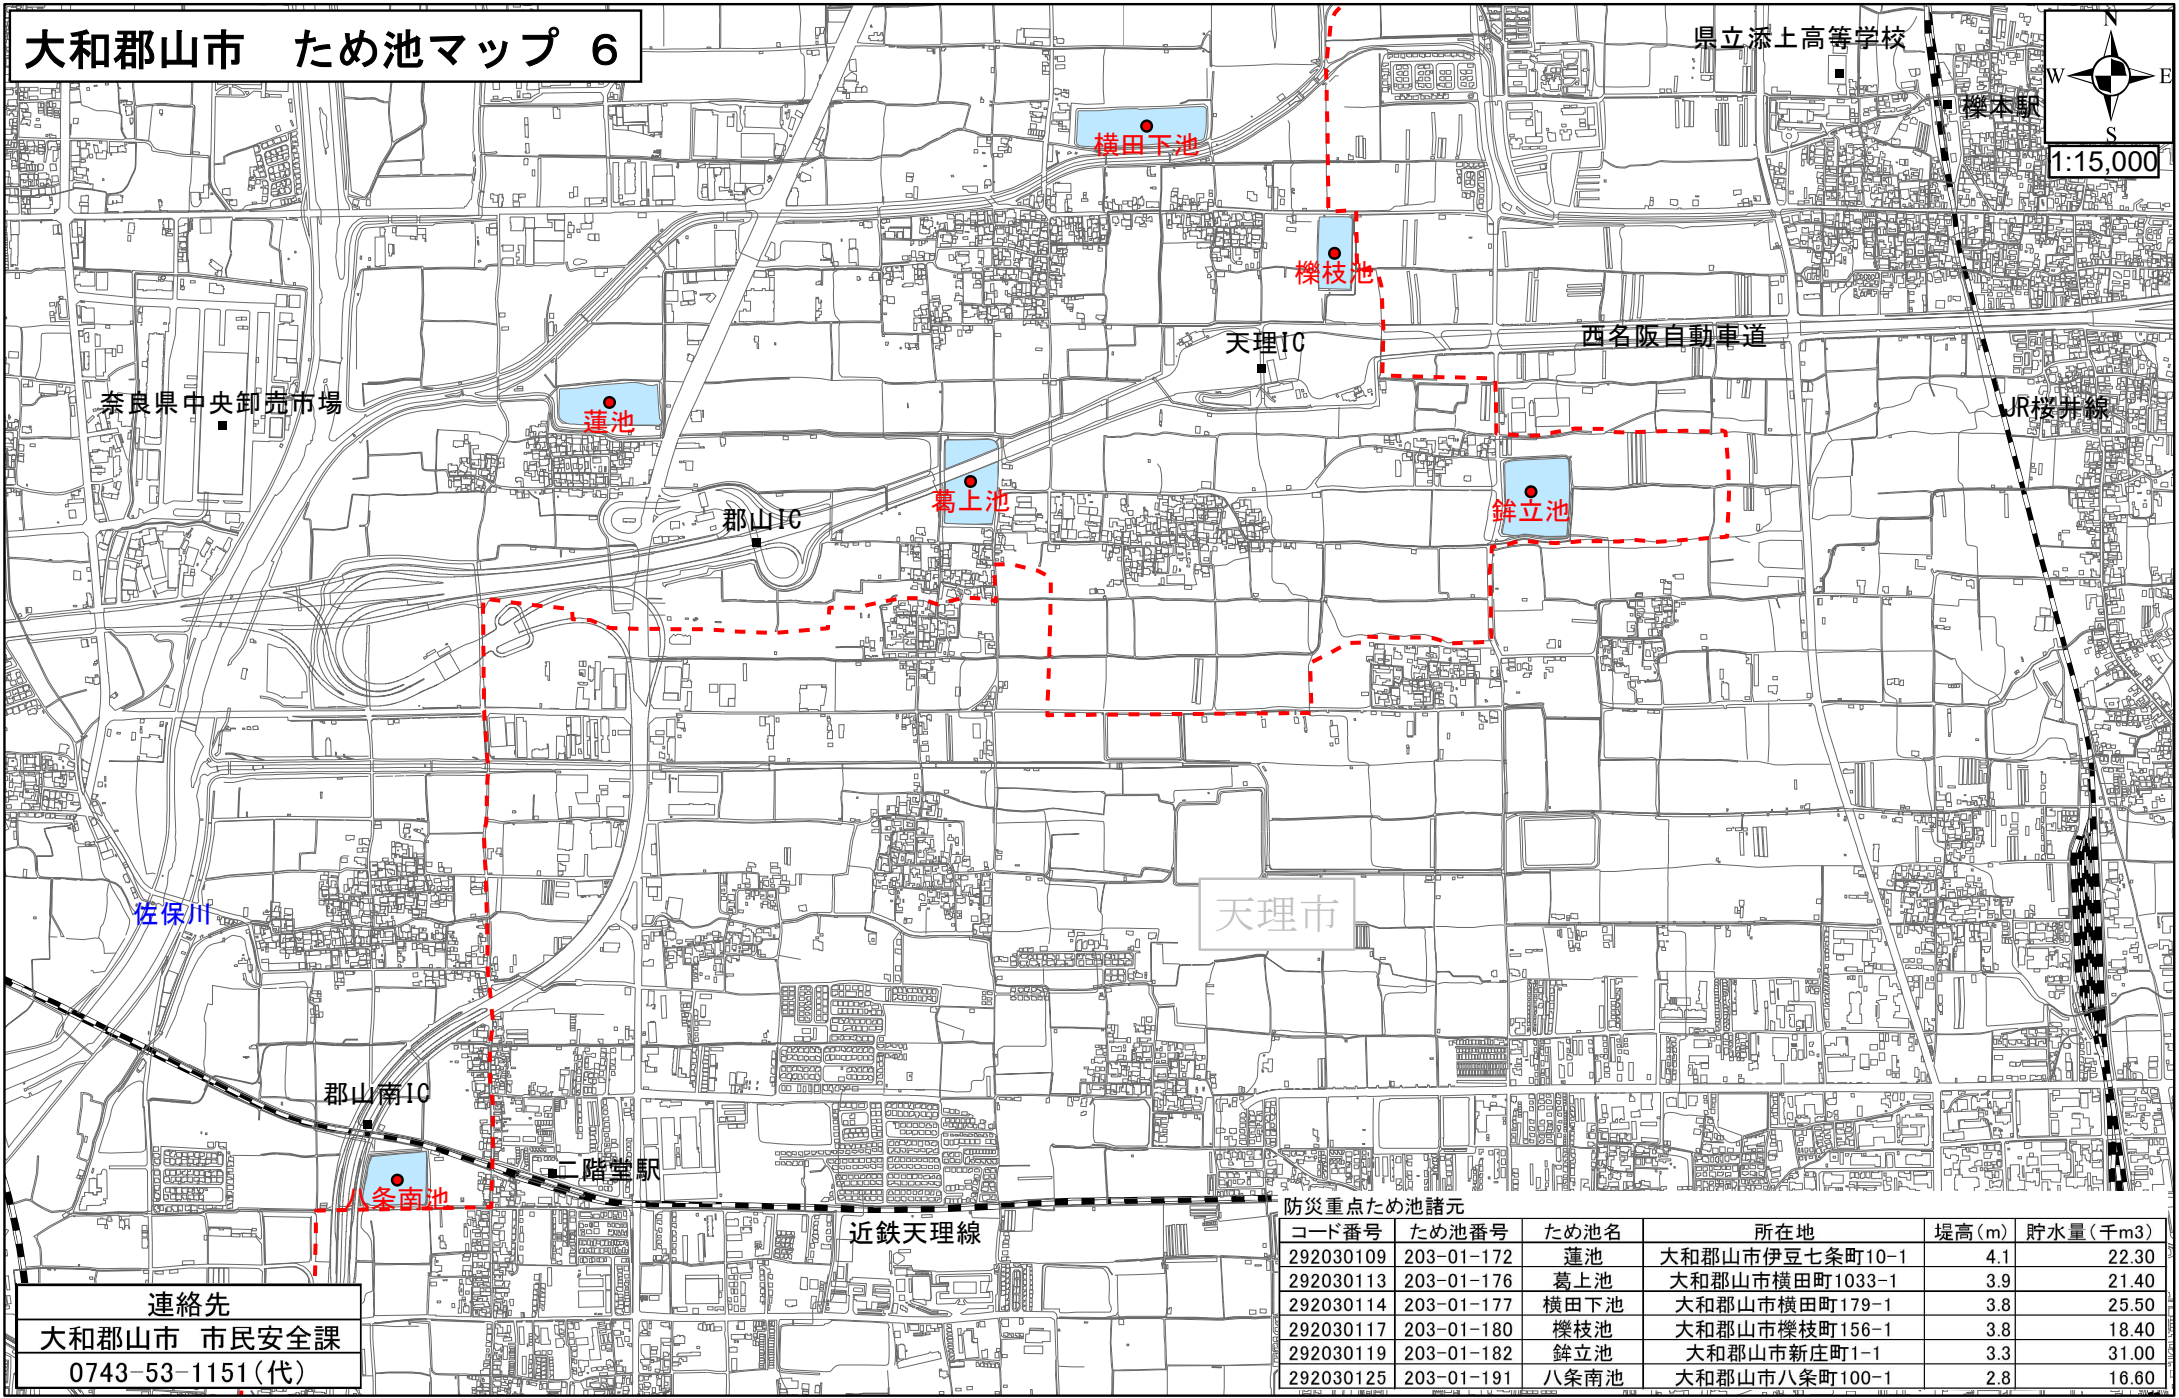 大和郡山市　ため池マップ 6
県立添上高等学校
N
W E
S
1:15,000
櫟本駅
横田下池
櫟枝池
天理IC
西名阪自動車道
奈良県中央卸売市場
蓮池
JR桜井線
葛上池
鉾立池
郡山IC
佐保川
天理市
郡山南IC
二階堂駅
八条南池
近鉄天理線
防災重点ため池諸元
コード番号 ため池番号 ため池名 所在地 堤高(m) 貯水量(千m3)
292030109 203-01-172 蓮池 大和郡山市伊豆七条町10-1 4.1 22.30
292030113 203-01-176 葛上池 大和郡山市横田町1033-1 3.9 21.40
292030114 203-01-177 横田下池 大和郡山市横田町179-1 3.8 25.50
292030117 203-01-180 櫟枝池 大和郡山市櫟枝町156-1 3.8 18.40
292030119 203-01-182 鉾立池 大和郡山市新庄町1-1 3.3 31.00
292030125 203-01-191 八条南池 大和郡山市八条町100-1 2.8 16.60
連絡先
大和郡山市　市民安全課
0743-53-1151(代)